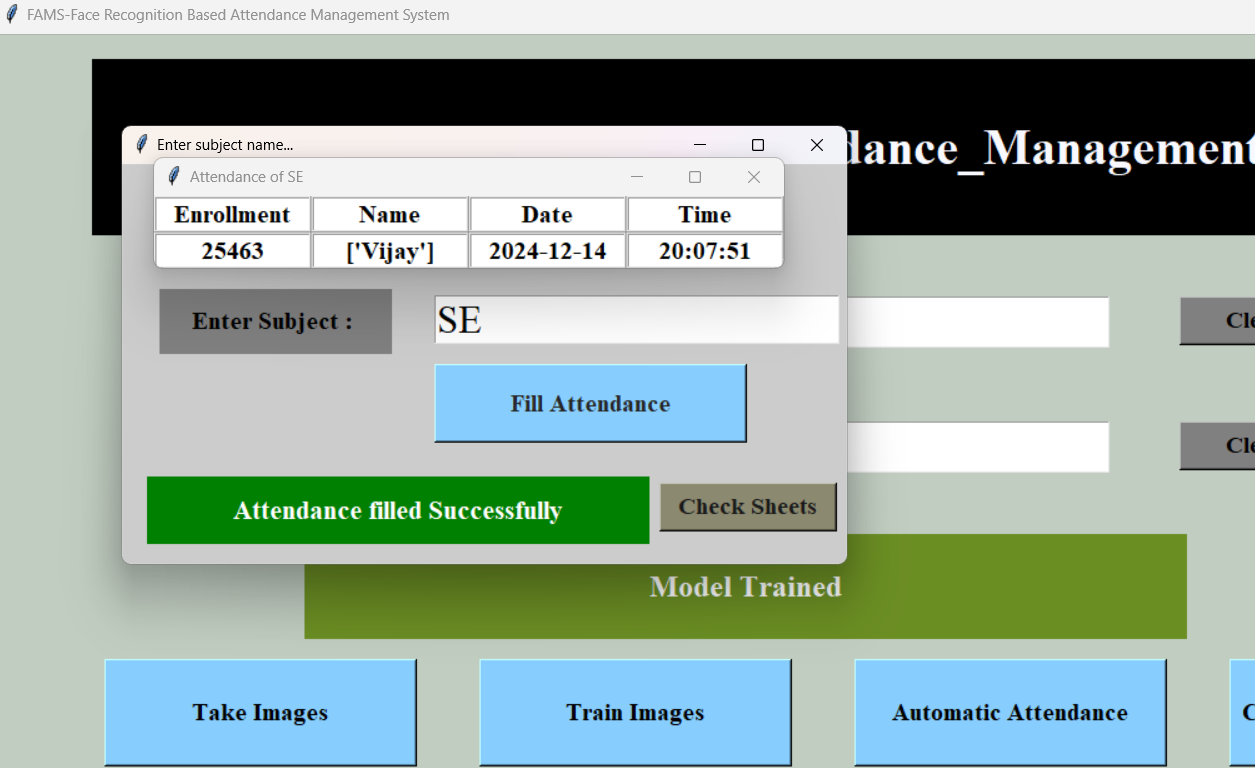 FAMS-Face Recognition Based Attendance Management System
dance_Management
Enter subject name...
Attendance of SE
Enrollment Name Date Time
25463 ['Vijay'] 2024-12-14 20:07:51
Enter Subject : SE
Cle
Fill Attendance
Cle
Attendance filled Successfully Check Sheets
Model Trained
Take Images Train Images Automatic Attendance C